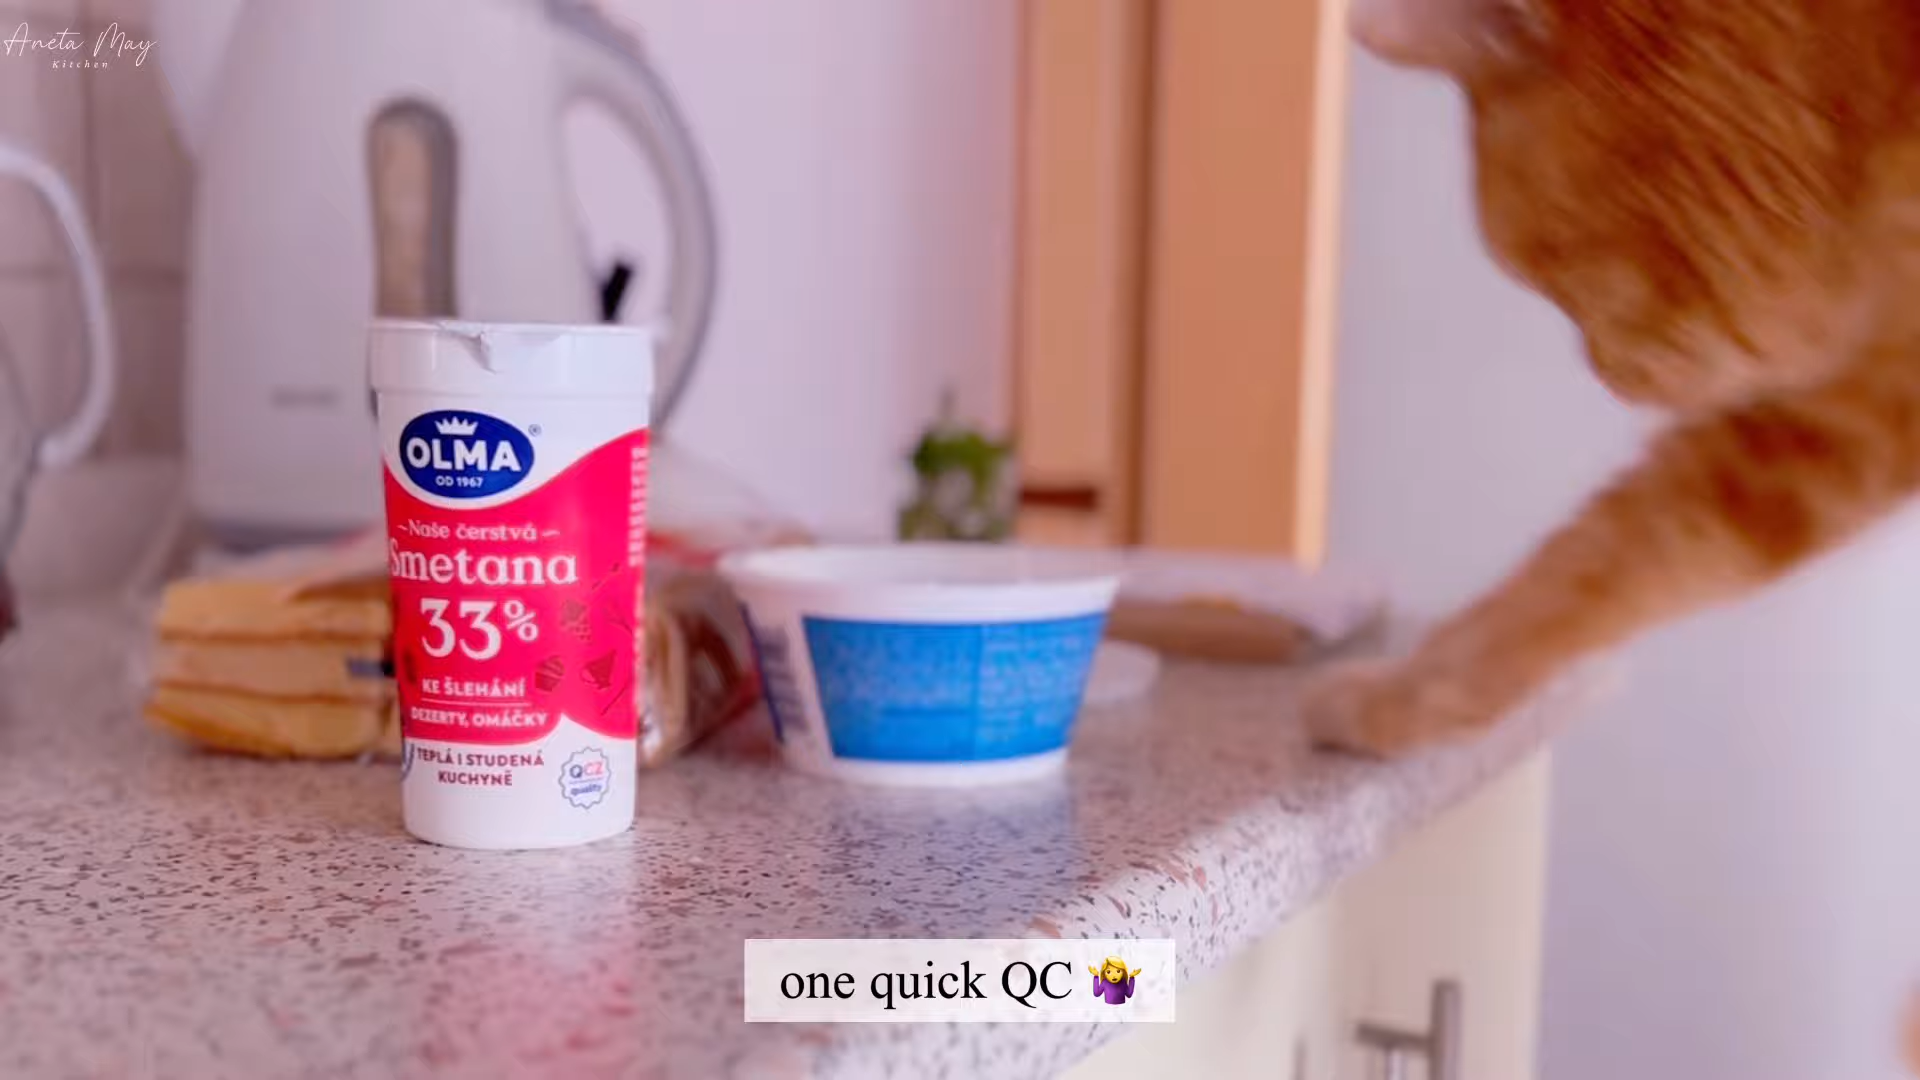 Aneta May
Kitchen
OLMA®
OD 1967
~Naše čerstvá~
Smetana
33%
KE ŠLEHÁNÍ
DEZERTY, OMÁČKY
TEPLÁ I STUDENÁ
KUCHYNĚ
QCZ
quality
one quick QC 🤷‍♀️